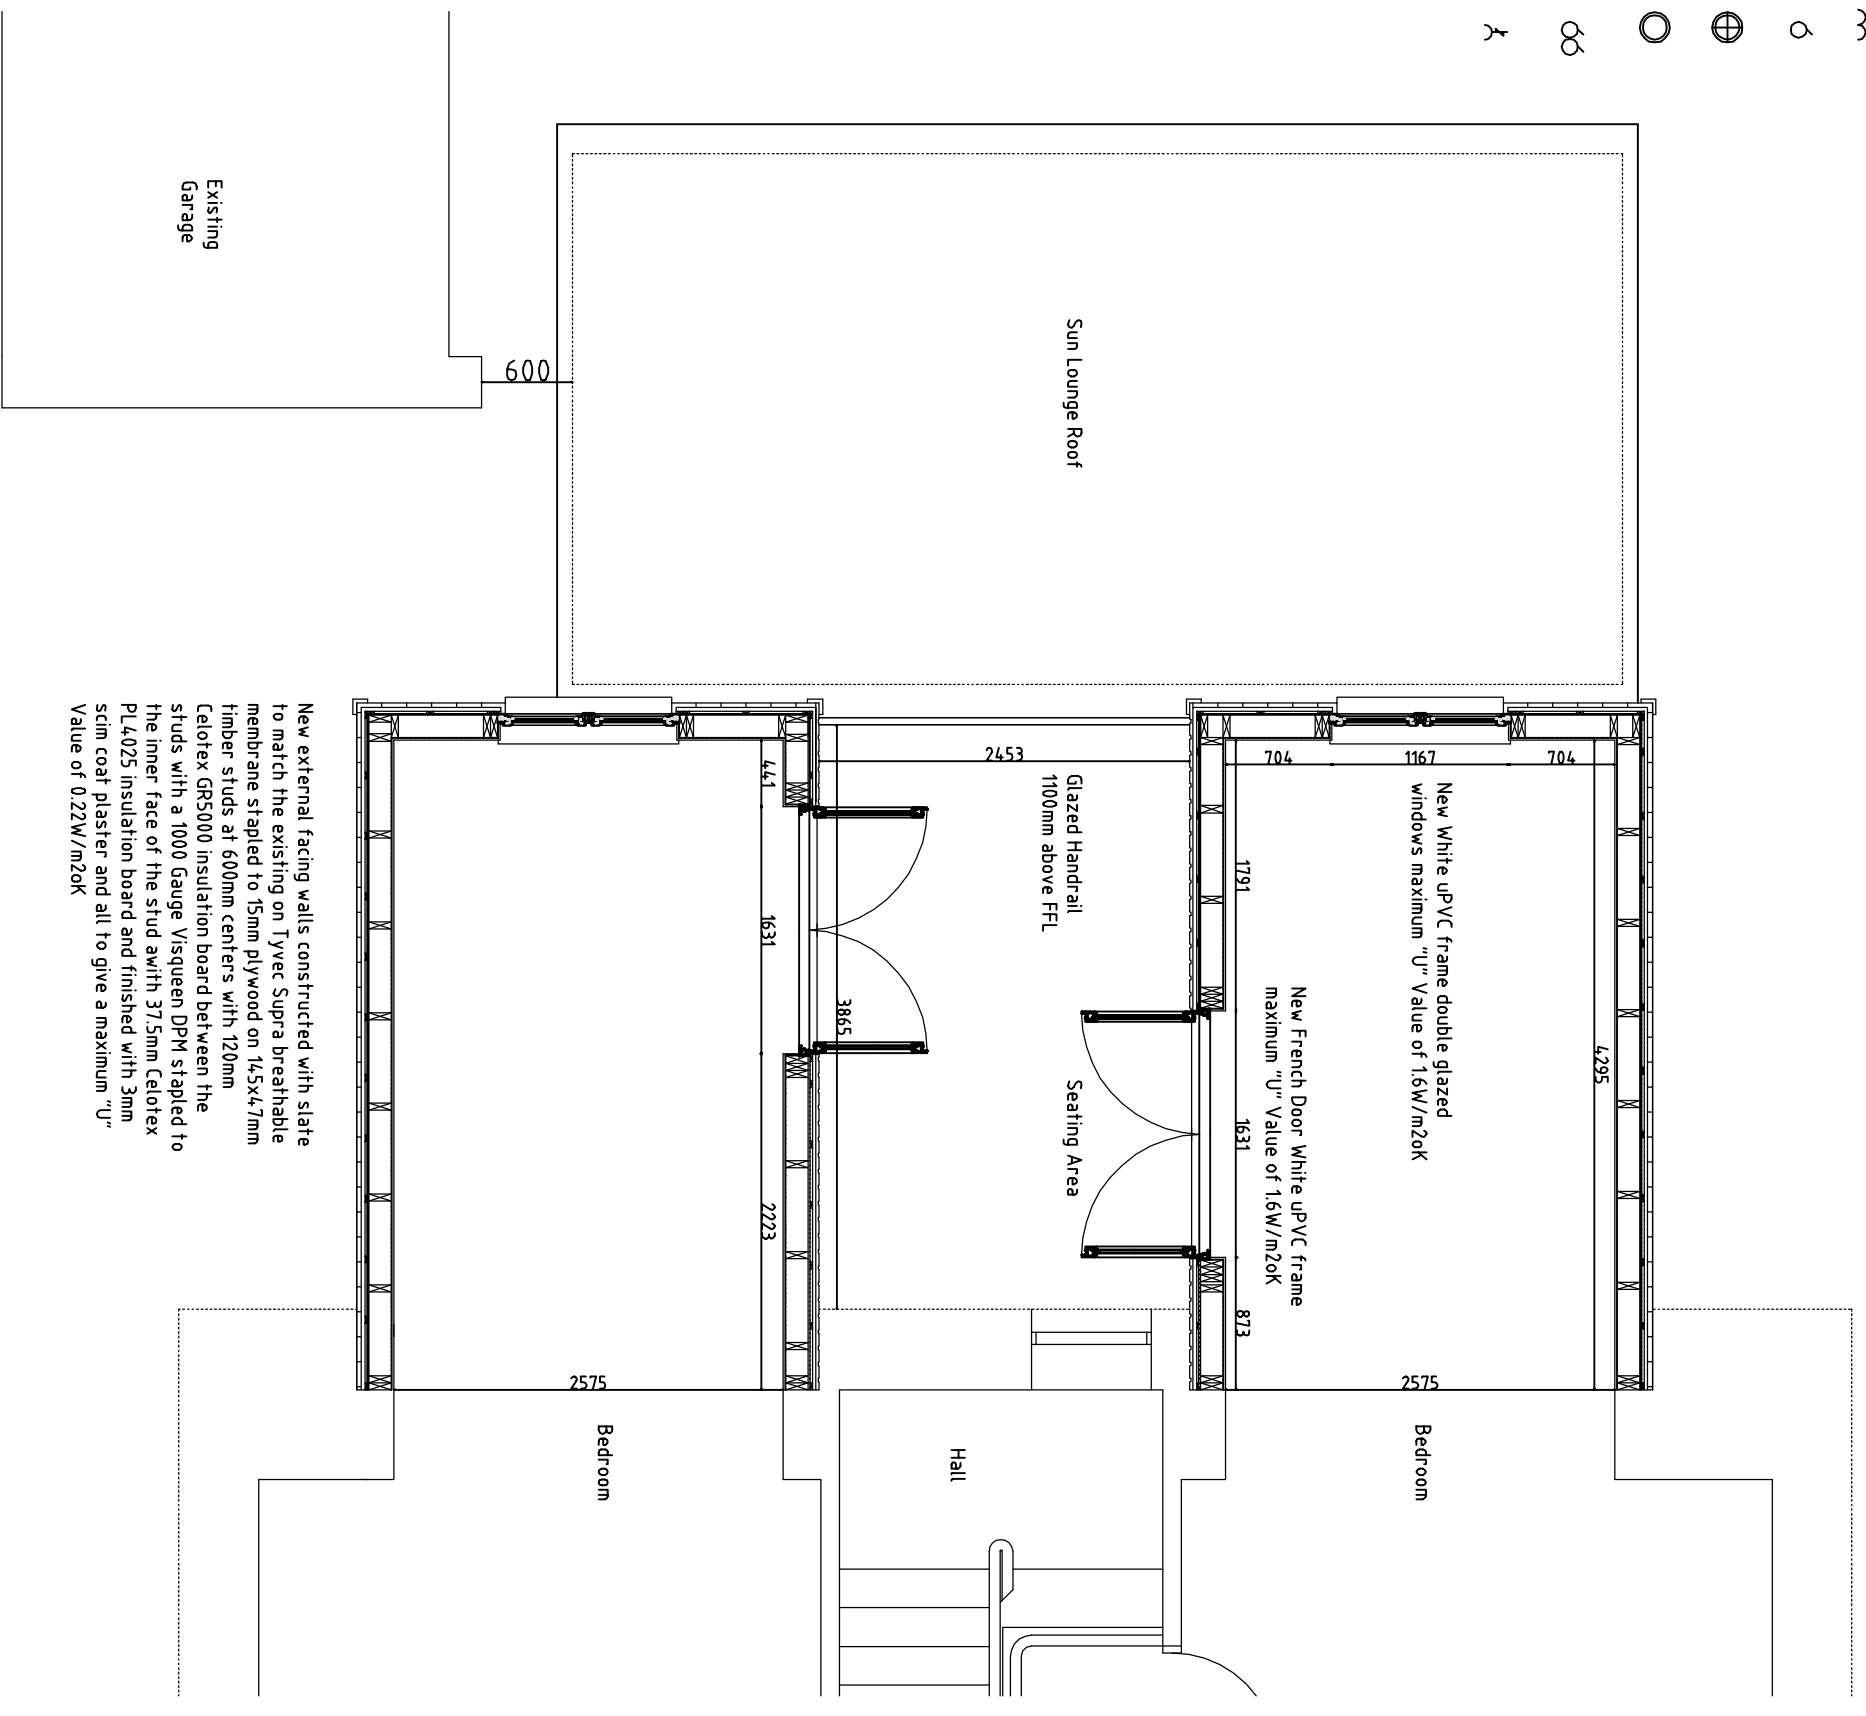 Existing
Garage
600
Sun Lounge Roof
New external facing walls constructed with slate
to match the existing on Tyvec Supra breathable
membrane stapled to 15mm plywood on 145x47mm
timber studs at 600mm centers with 120mm
Celotex GR5000 insulation board between the
studs with a 1000 Gauge Visqueen DPM stapled to
the inner face of the stud awith 37.5mm Celotex
PL4025 insulation board and finished with 3mm
scim coat plaster and all to give a maximum "U"
Value of 0.22W/m2oK
441
1631
2223
2575
Bedroom
2453
3865
Glazed Handrail
1100mm above FFL
Seating Area
Hall
704
1167
704
1791
1631
873
New White uPVC frame double glazed
windows maximum "U" Value of 1.6W/m2oK
New French Door White uPVC frame
maximum "U" Value of 1.6W/m2oK
4295
2575
Bedroom